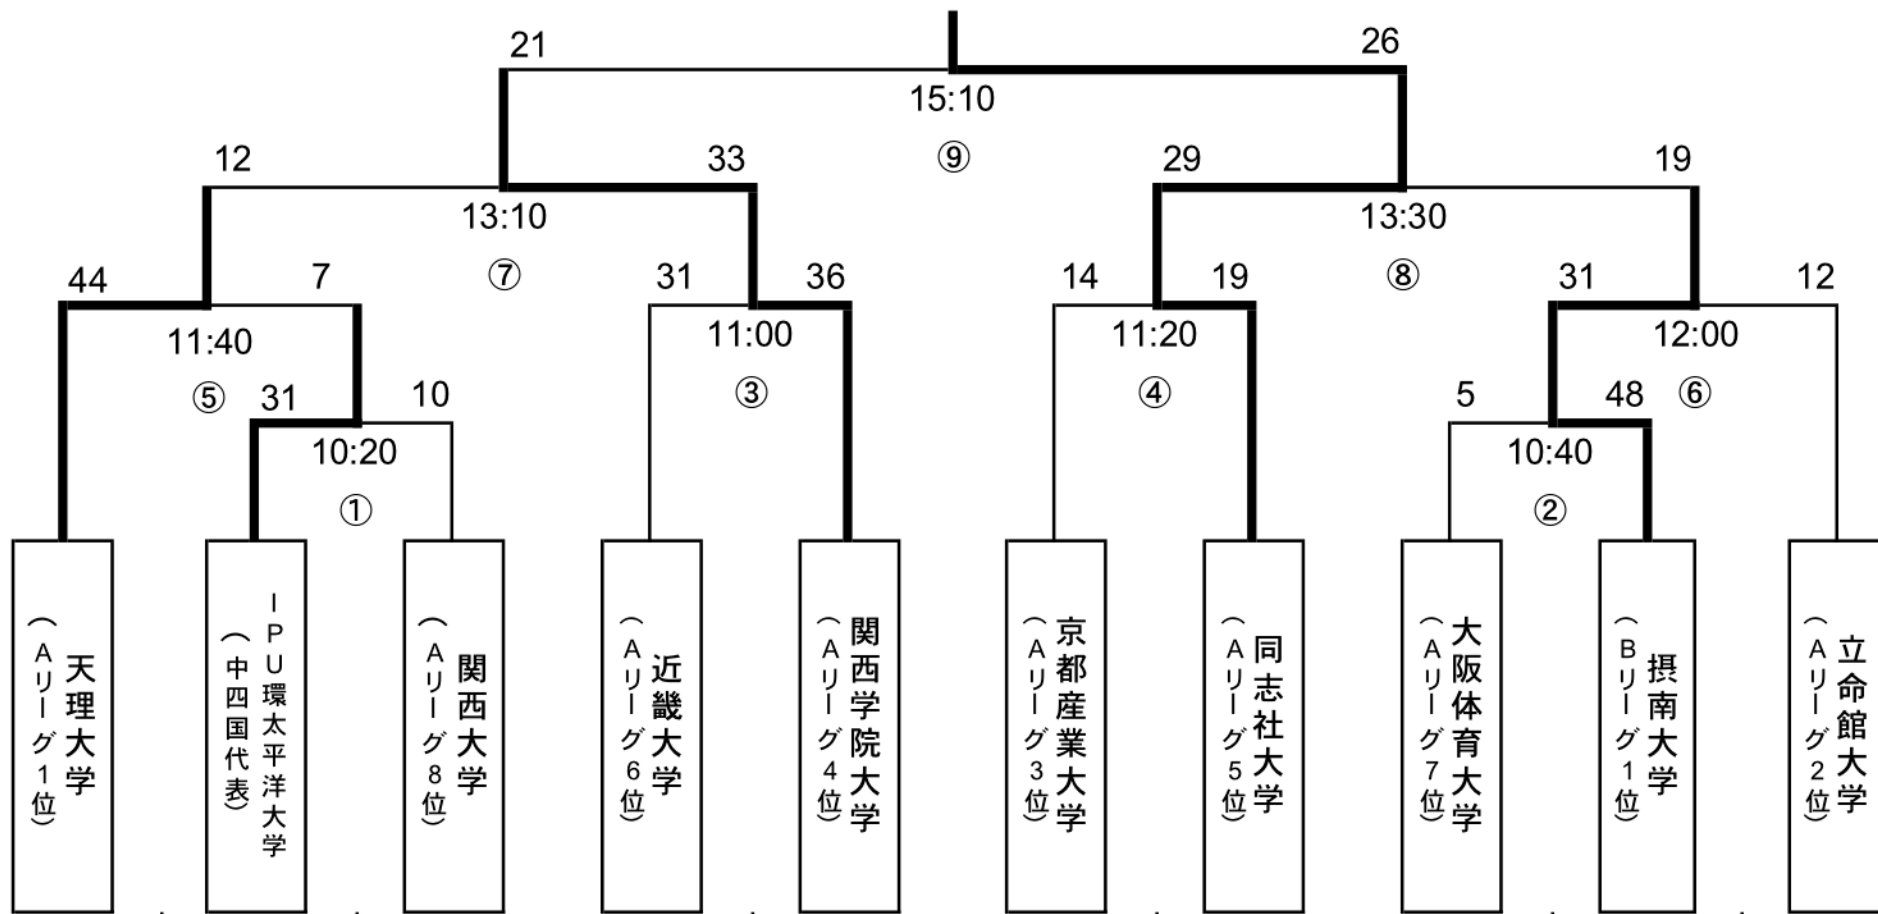 21
26
15:10
⑨
12
33
29
19
13:10
⑦
13:30
⑧
44
7
31
36
14
19
31
12
11:40
⑤
11:00
③
11:20
④
12:00
⑥
31
10
5
48
10:20
①
10:40
②
天理大学
(Aリーグ1位)
IPU環太平洋大学
(中四国代表)
関西大学
(Aリーグ8位)
近畿大学
(Aリーグ6位)
関西学院大学
(Aリーグ4位)
京都産業大学
(Aリーグ3位)
同志社大学
(Aリーグ5位)
大阪体育大学
(Aリーグ7位)
摂南大学
(Bリーグ1位)
立命館大学
(Aリーグ2位)